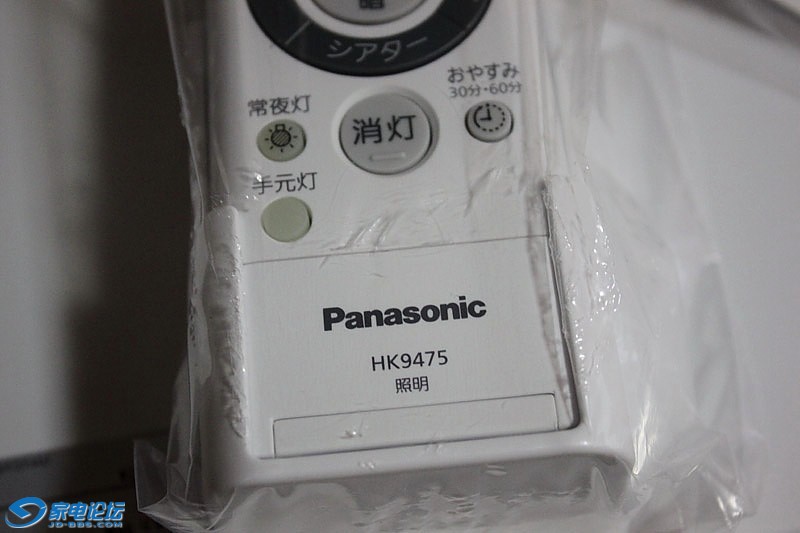 暗
シアター
おやすみ
30分・60分
常夜灯
消灯
手元灯
Panasonic
HK9475
照明
家电论坛
JD-BBS.COM